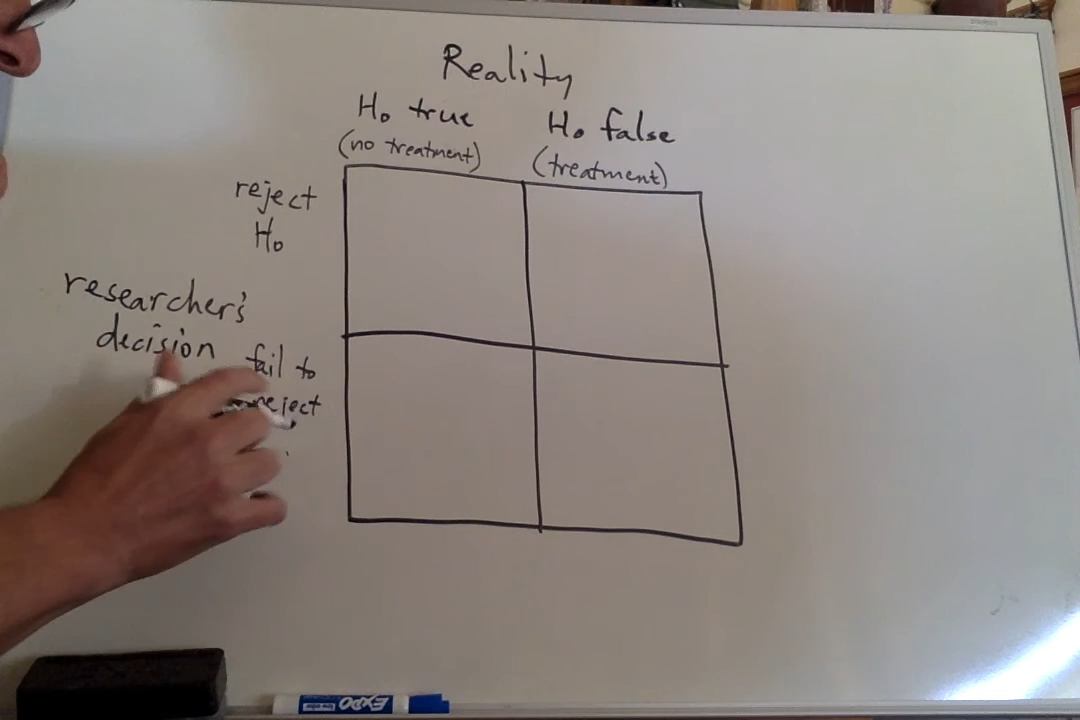 Reality
H₀ true
H₀ false
(no treatment)
(treatment)
reject
H₀
researcher's
decision
fail to
reject
EXPO